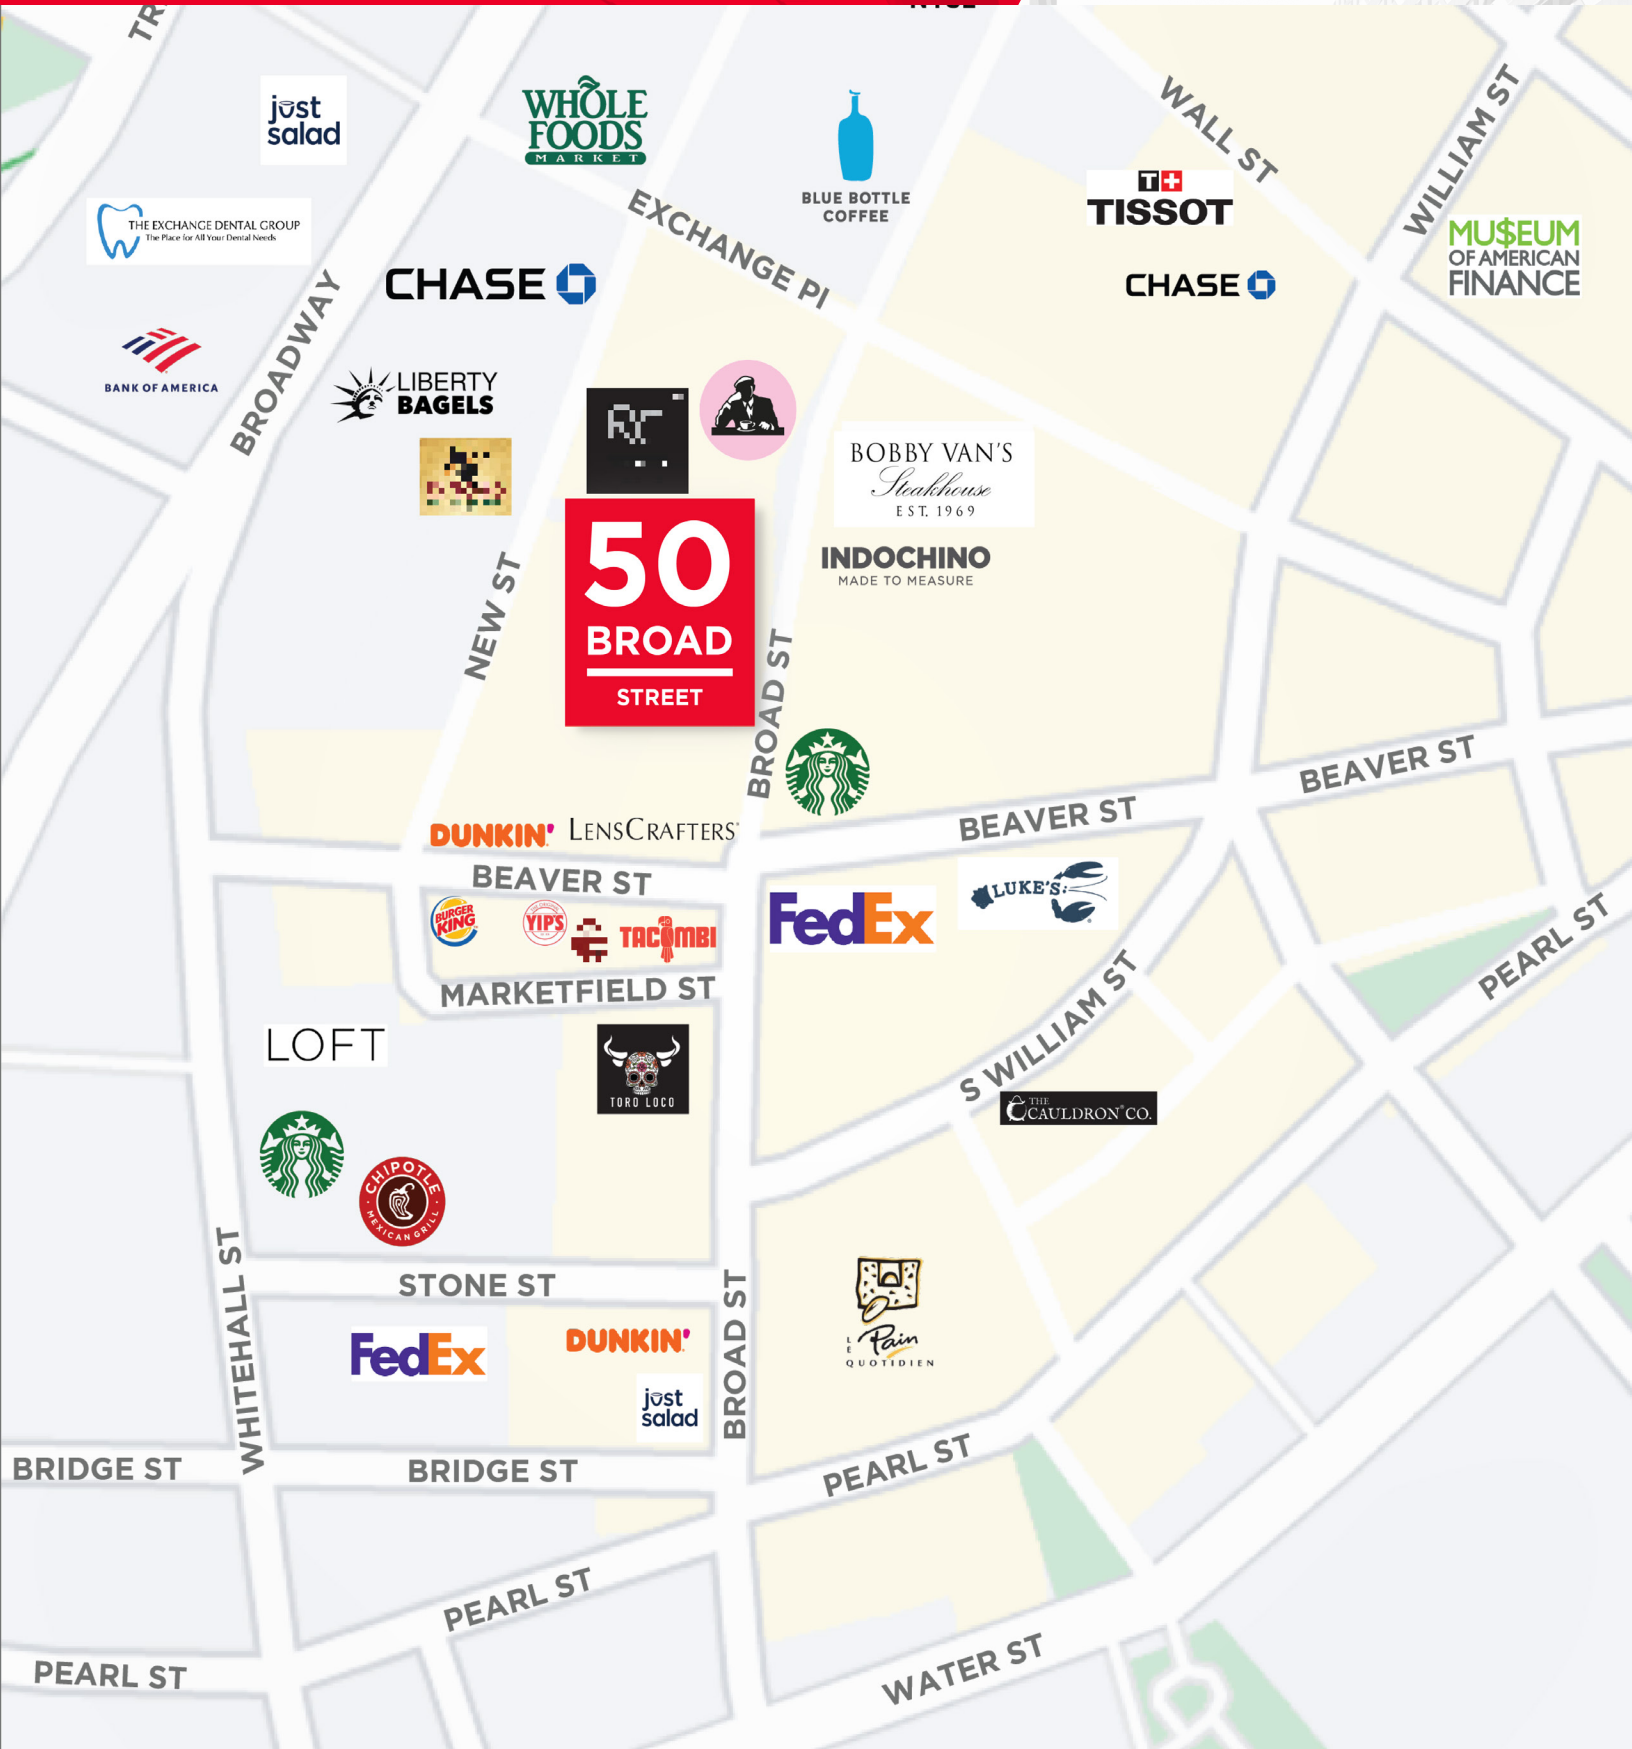 TR
just
salad
WHOLE
FOODS
MARKET
BLUE BOTTLE
COFFEE
WALL ST
WILLIAM ST
TISSOT
THE EXCHANGE DENTAL GROUP
The Place for All Your Dental Needs
EXCHANGE Pl
MU$EUM
OF AMERICAN
FINANCE
CHASE
CHASE
BROADWAY
BANK OF AMERICA
LIBERTY
BAGELS
BOBBY VAN'S
Steakhouse
EST. 1969
50
BROAD
STREET
INDOCHINO
MADE TO MEASURE
NEW ST
BROAD ST
BEAVER ST
BEAVER ST
DUNKIN'
LENSCRAFTERS
BEAVER ST
LUKE'S
BURGER
KING
YIP'S
TACOMBI
FedEx
PEARL ST
MARKETFIELD ST
S WILLIAM ST
LOFT
TORO LOCO
THE
CAULDRON CO.
CHIPOTLE
MEXICAN GRILL
WHITEHALL ST
STONE ST
BROAD ST
FedEx
DUNKIN'
LE
Pain
QUOTIDIEN
just
salad
BRIDGE ST
BRIDGE ST
PEARL ST
PEARL ST
PEARL ST
WATER ST